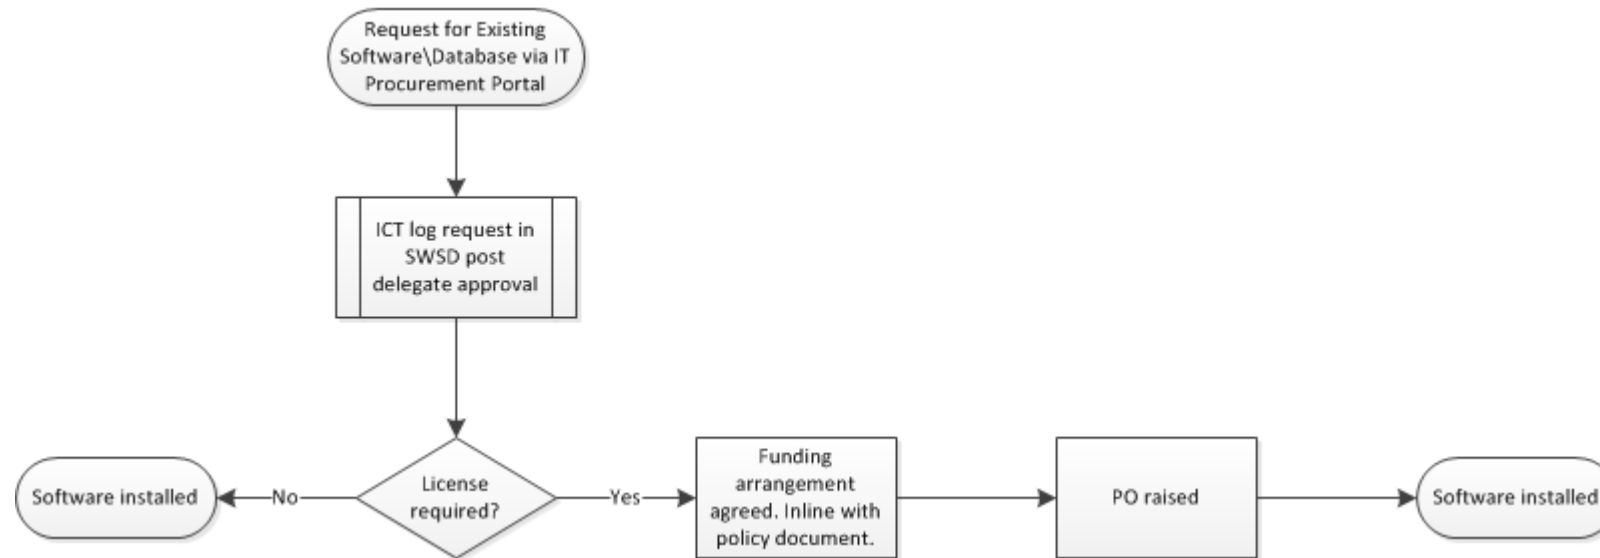 Request for Existing
Software\Database via IT
Procurement Portal
ICT log request in
SWSD post
delegate approval
Software installed
No
License
required?
Yes
Funding
arrangement
agreed. Inline with
policy document.
PO raised
Software installed